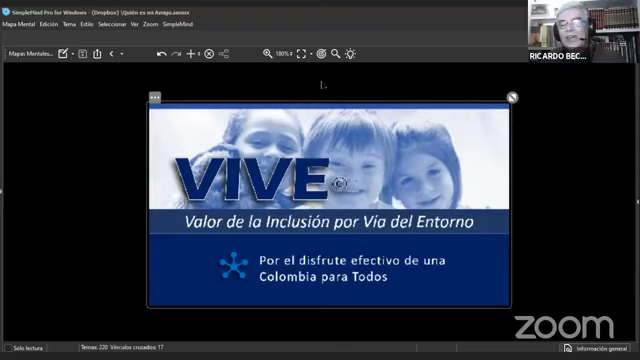 SimpleMind Pro for Windows - [Dropbox] \Quién es mi Amigo.smmx
Mapa Mental Edición Tema Estilo Seleccionar Ver Zoom SimpleMind
Mapas Mentales...
180%
RICARDO BEC...
VIVE
Valor de la Inclusión por Vía del Entorno
Por el disfrute efectivo de una
Colombia para Todos
zoom
Solo lectura
Temas: 220 Vínculos cruzados: 17
Información general